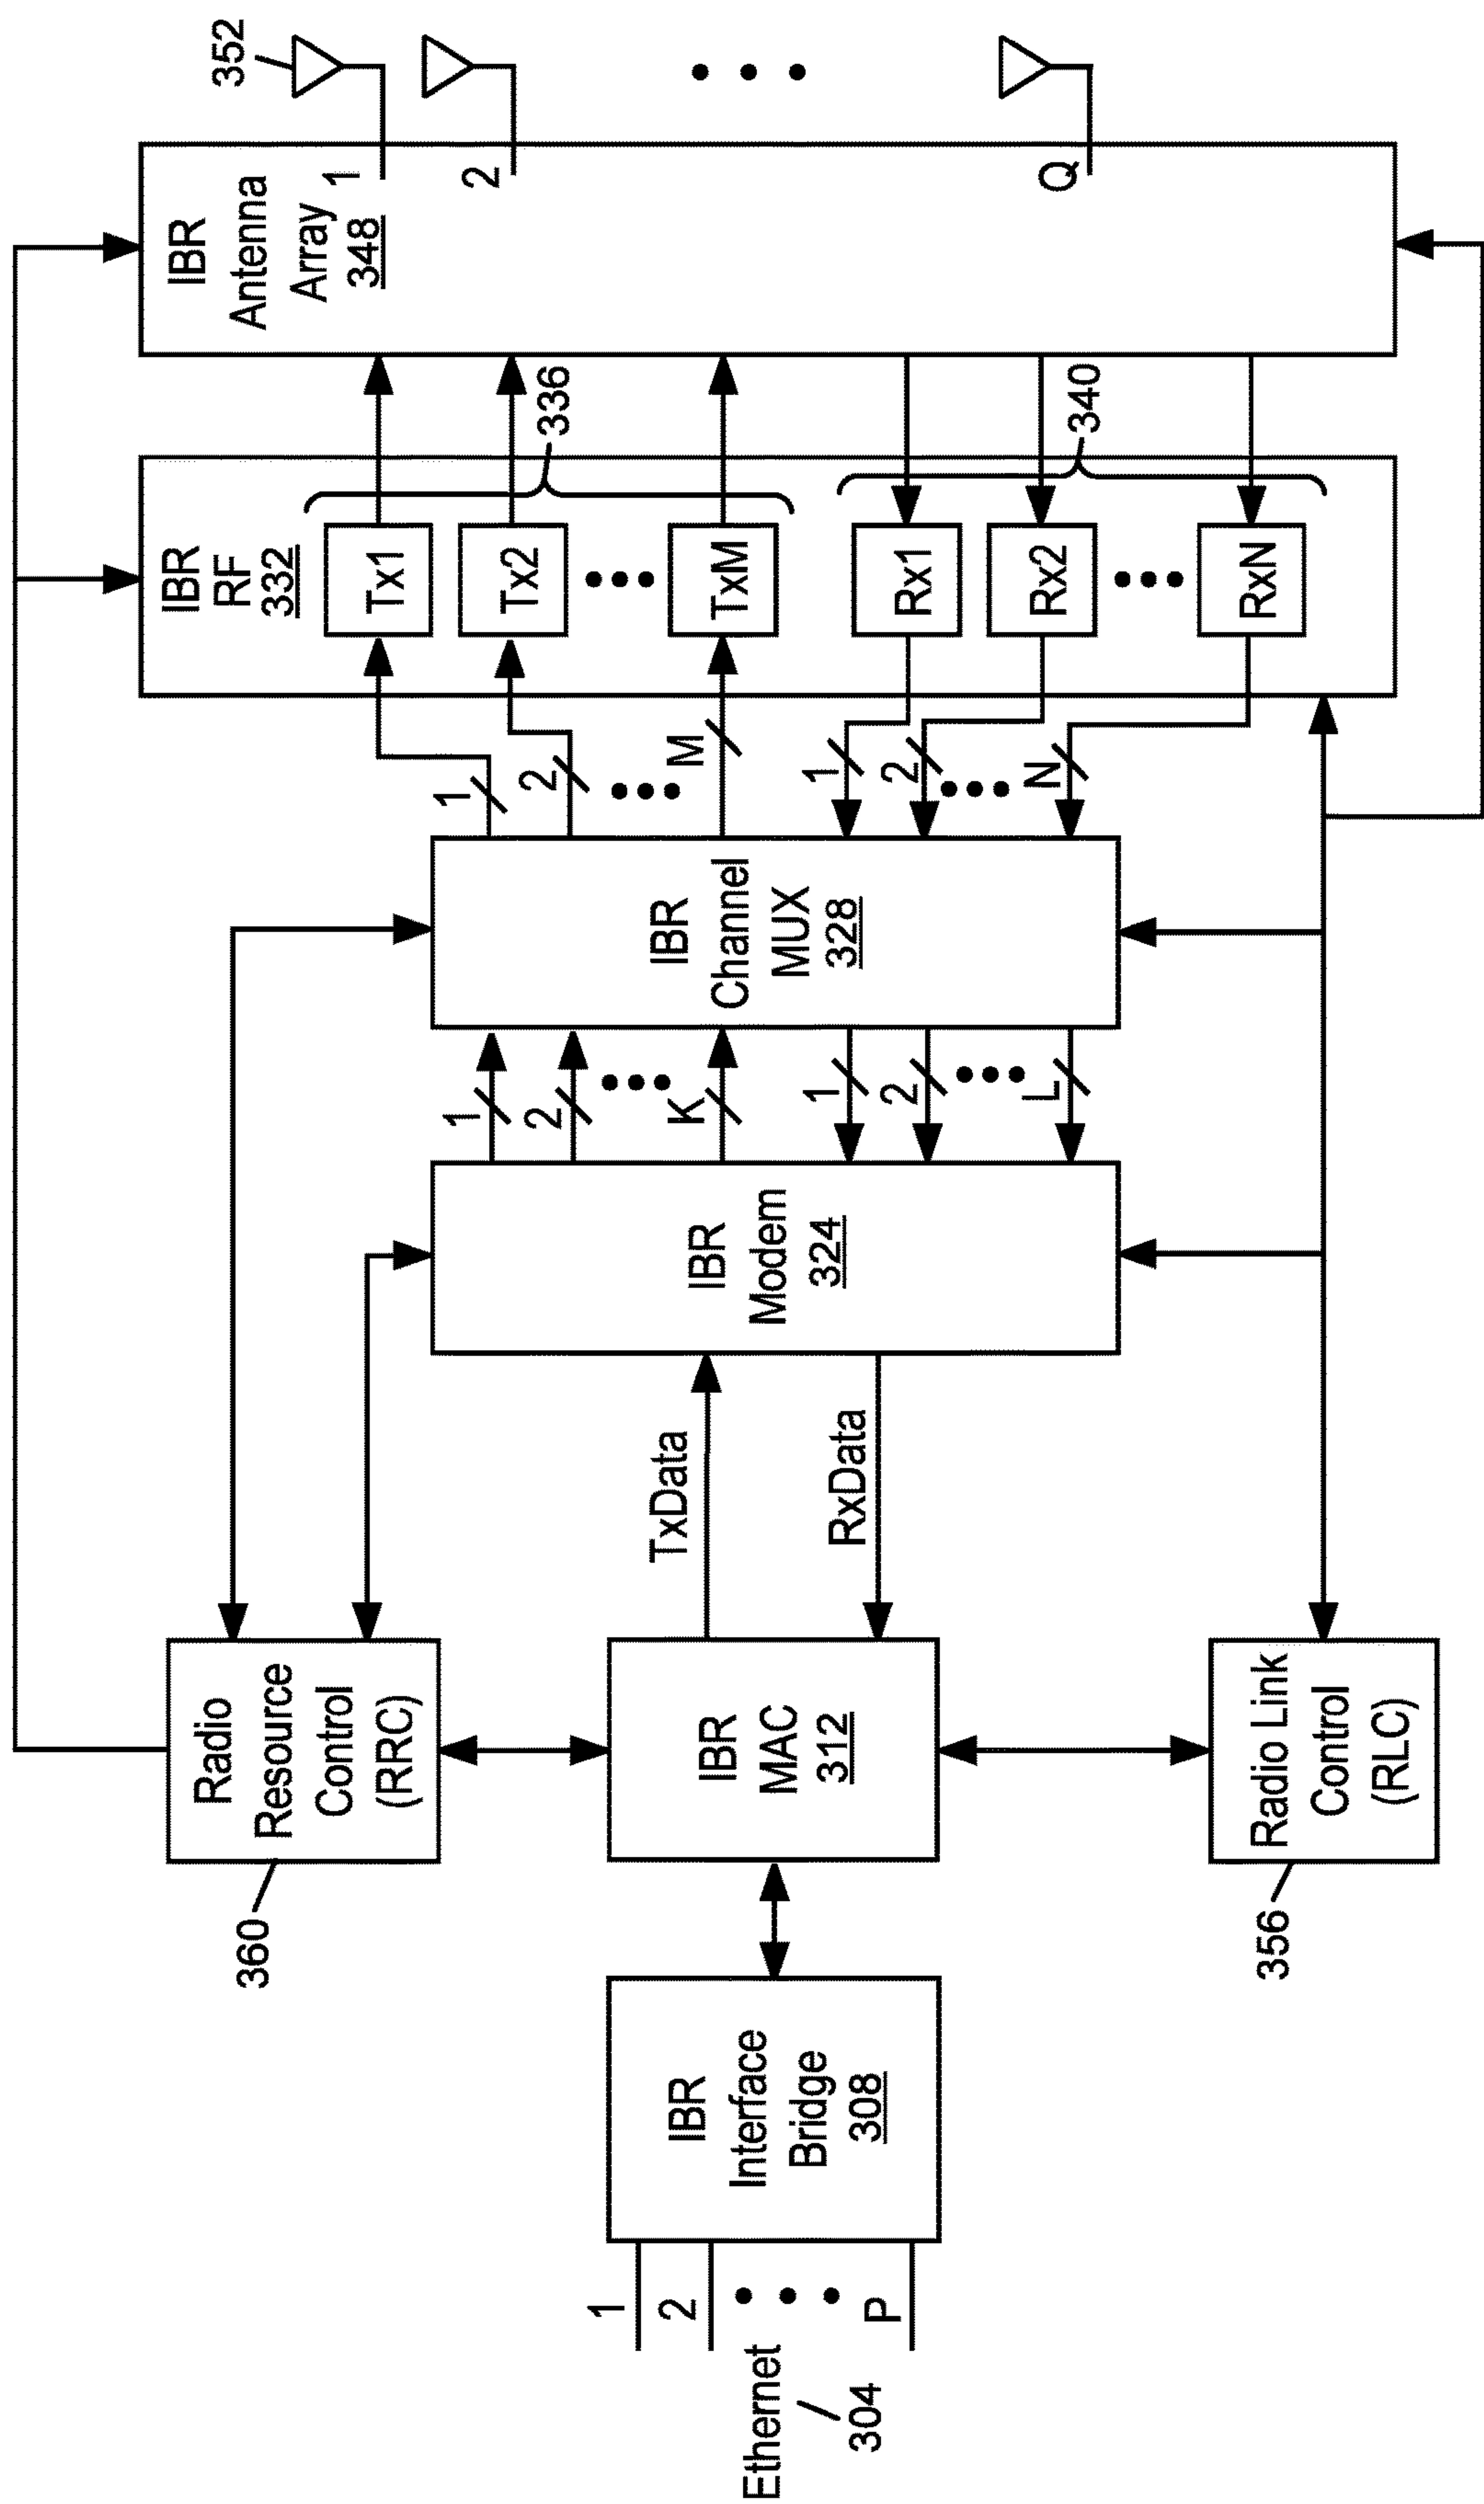 Ethernet
304
1
2
P
IBR
Interface
Bridge
308
360
Radio
Resource
Control
(RRC)
IBR
MAC
312
356
Radio Link
Control
(RLC)
TxData
RxData
IBR
Modem
324
1
2
K
1
2
L
IBR
Channel
MUX
328
1
2
M
1
2
N
IBR
RF
332
Tx1
Tx2
TxM
Rx1
Rx2
RxN
336
340
IBR
Antenna
Array
348
1
2
Q
352